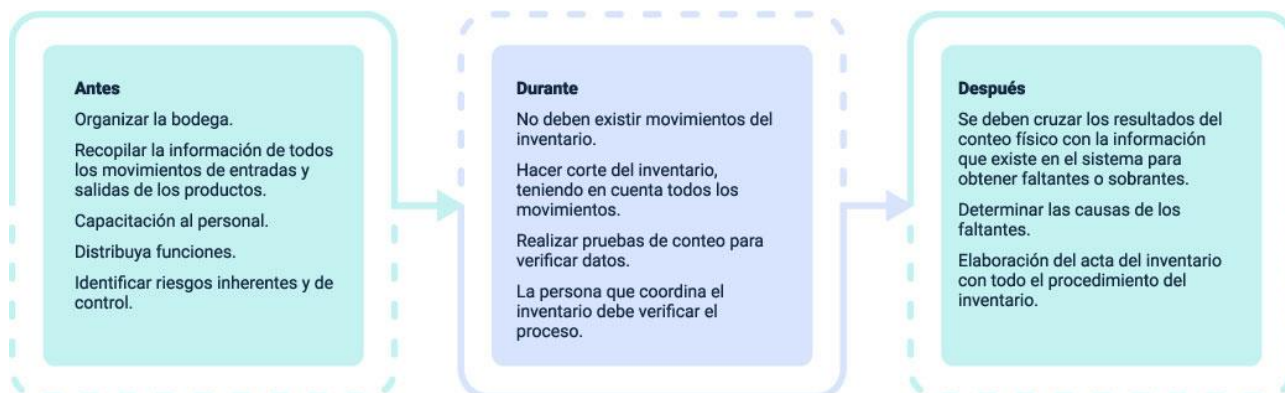 Antes
Organizar la bodega.
Recopilar la información de todos
los movimientos de entradas y
salidas de los productos.
Capacitación al personal.
Distribuya funciones.
Identificar riesgos inherentes y de
control.
Durante
No deben existir movimientos del
inventario.
Hacer corte del inventario,
teniendo en cuenta todos los
movimientos.
Realizar pruebas de conteo para
verificar datos.
La persona que coordina el
inventario debe verificar el
proceso.
Después
Se deben cruzar los resultados del
conteo físico con la información
que existe en el sistema para
obtener faltantes o sobrantes.
Determinar las causas de los
faltantes.
Elaboración del acta del inventario
con todo el procedimiento del
inventario.